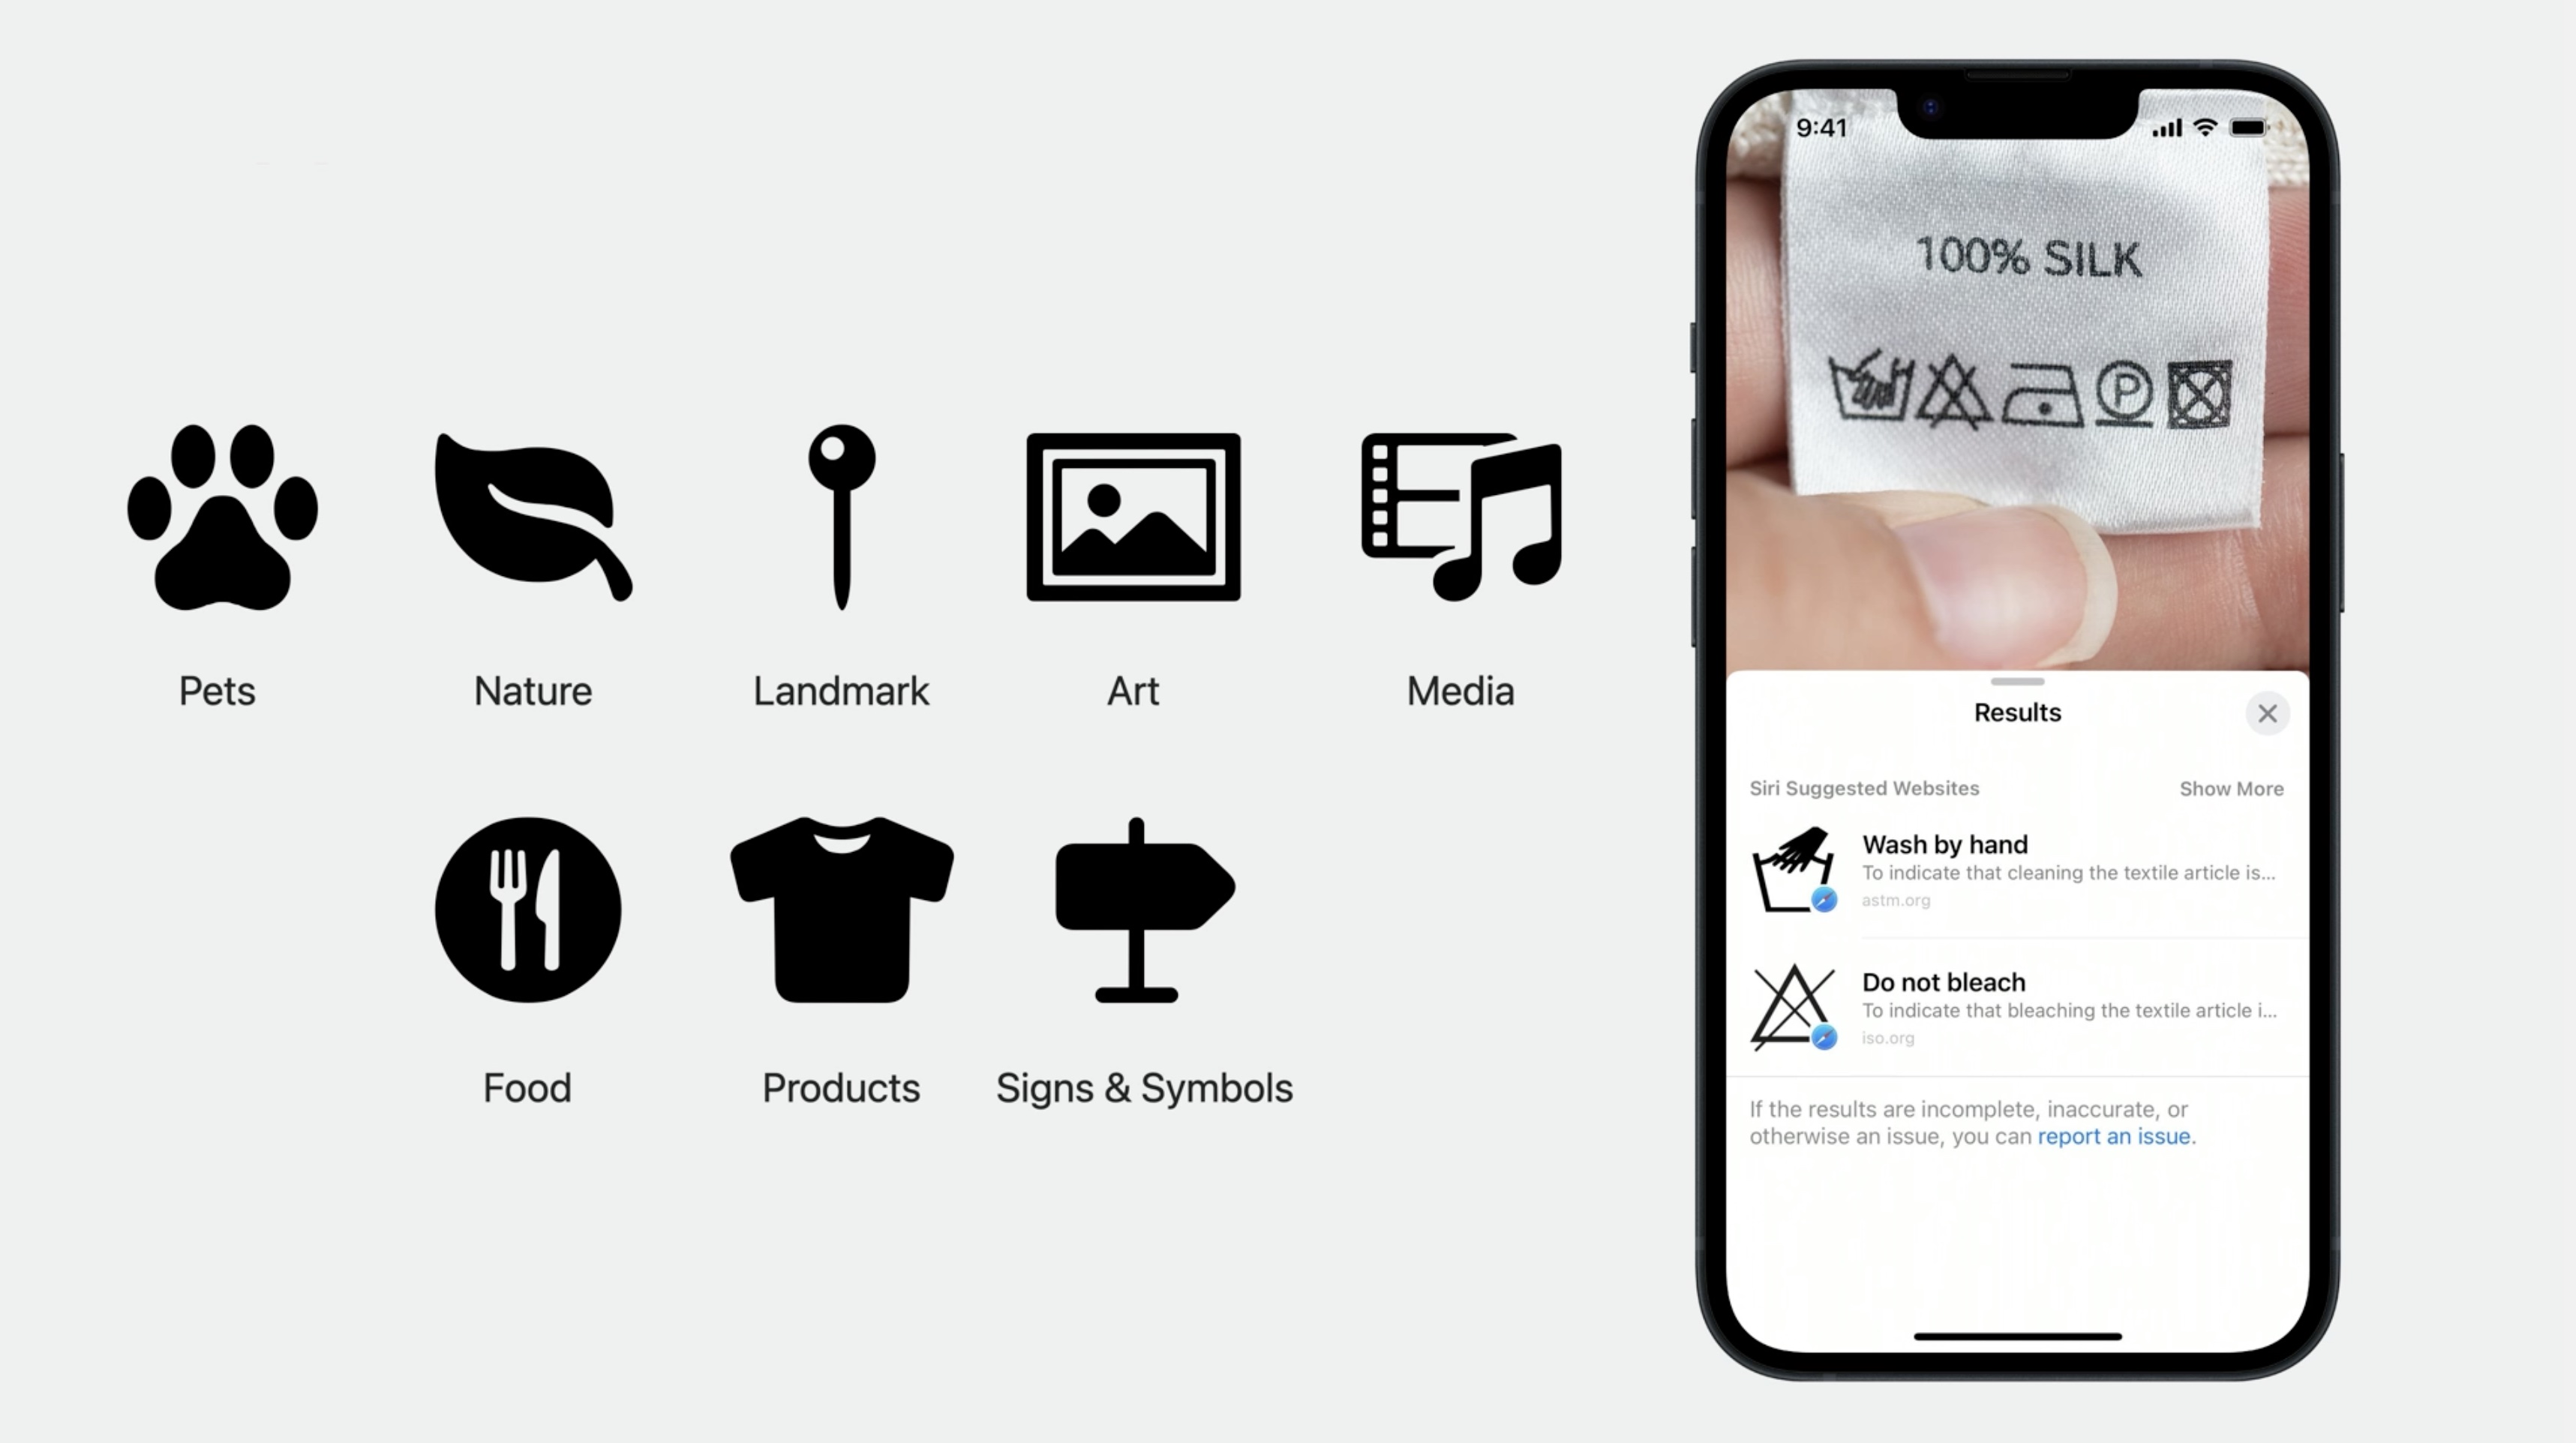 Pets
Nature
Landmark
Art
Media
Food
Products
Signs & Symbols
9:41
100% SILK
P
Results
Siri Suggested Websites
Show More
Wash by hand
To indicate that cleaning the textile article is...
astm.org
Do not bleach
To indicate that bleaching the textile article i...
iso.org
If the results are incomplete, inaccurate, or
otherwise an issue, you can report an issue.